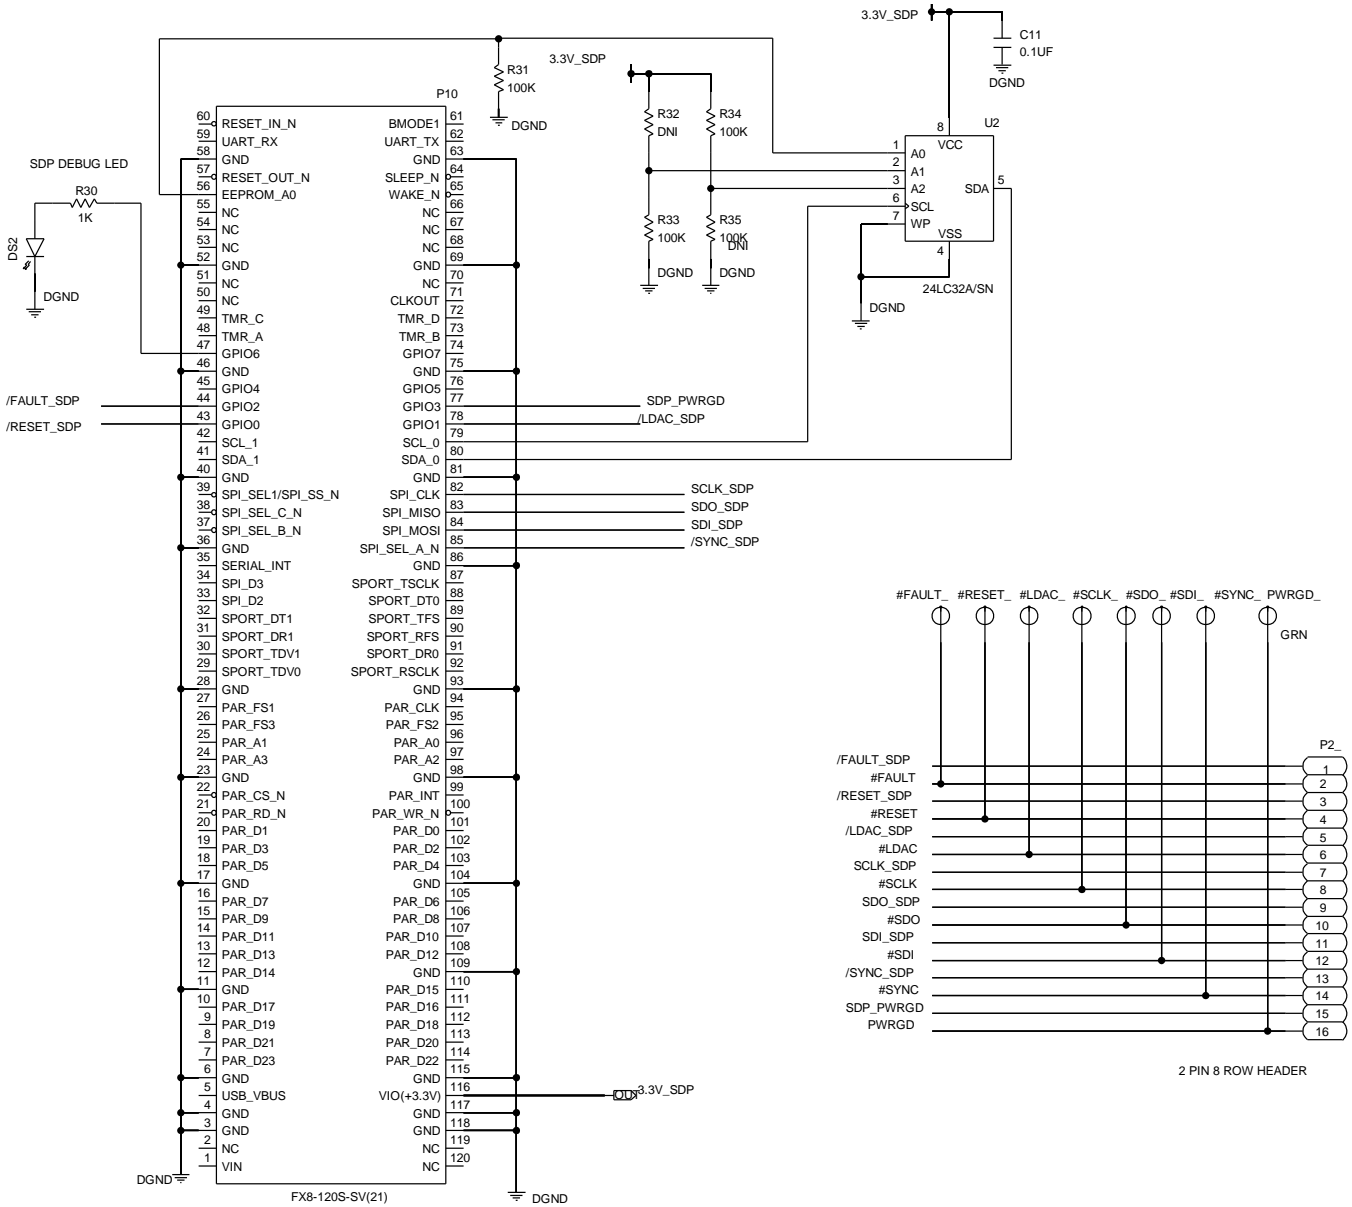 3.3V_SDP
C11
0.1UF
DGND
R31
100K
DGND
3.3V_SDP
R32
DNI
R34
100K
R33
100K
R35
100K
DNI
DGND
DGND
U2
8
VCC
1 A0
2 A1
3 A2
6 SCL
7 WP
SDA 5
VSS
4
24LC32A/SN
DGND
SDP DEBUG LED
R30
1K
DS2
DGND
P10
60 RESET_IN_N BMODE1 61
59 UART_RX UART_TX 62
58 GND GND 63
57 RESET_OUT_N SLEEP_N 64
56 EEPROM_A0 WAKE_N 65
55 NC NC 66
54 NC NC 67
53 NC NC 68
52 GND GND 69
51 NC NC 70
50 NC CLKOUT 71
49 TMR_C TMR_D 72
48 TMR_A TMR_B 73
47 GPIO6 GPIO7 74
46 GND GND 75
45 GPIO4 GPIO5 76
/FAULT_SDP 44 GPIO2 GPIO3 77 SDP_PWRGD
/RESET_SDP 43 GPIO0 GPIO1 78 /LDAC_SDP
42 SCL_1 SCL_0 79
41 SDA_1 SDA_0 80
40 GND GND 81
39 SPI_SEL1/SPI_SS_N SPI_CLK 82 SCLK_SDP
38 SPI_SEL_C_N SPI_MISO 83 SDO_SDP
37 SPI_SEL_B_N SPI_MOSI 84 SDI_SDP
36 GND SPI_SEL_A_N 85 /SYNC_SDP
35 SERIAL_INT GND 86
34 SPI_D3 SPORT_TSCLK 87
33 SPI_D2 SPORT_DT0 88
32 SPORT_DT1 SPORT_TFS 89
31 SPORT_DR1 SPORT_RFS 90
30 SPORT_TDV1 SPORT_DR0 91
29 SPORT_TDV0 SPORT_RSCLK 92
28 GND GND 93
27 PAR_FS1 PAR_CLK 94
26 PAR_FS3 PAR_FS2 95
25 PAR_A1 PAR_A0 96
24 PAR_A3 PAR_A2 97
23 GND GND 98
22 PAR_CS_N PAR_INT 99
21 PAR_RD_N PAR_WR_N 100
20 PAR_D1 PAR_D0 101
19 PAR_D3 PAR_D2 102
18 PAR_D5 PAR_D4 103
17 GND GND 104
16 PAR_D7 PAR_D6 105
15 PAR_D9 PAR_D8 106
14 PAR_D11 PAR_D10 107
13 PAR_D13 PAR_D12 108
12 PAR_D14 GND 109
11 GND PAR_D15 110
10 PAR_D17 PAR_D16 111
9 PAR_D19 PAR_D18 112
8 PAR_D21 PAR_D20 113
7 PAR_D23 PAR_D22 114
6 GND GND 115
5 USB_VBUS VIO(+3.3V) 116 OUT 3.3V_SDP
4 GND GND 117
3 GND GND 118
2 NC NC 119
1 VIN NC 120
DGND
FX8-120S-SV(21)
DGND
#FAULT_ #RESET_ #LDAC_ #SCLK_ #SDO_ #SDI_ #SYNC_ PWRGD_
GRN
P2_
/FAULT_SDP 1
#FAULT 2
/RESET_SDP 3
#RESET 4
/LDAC_SDP 5
#LDAC 6
SCLK_SDP 7
#SCLK 8
SDO_SDP 9
#SDO 10
SDI_SDP 11
#SDI 12
/SYNC_SDP 13
#SYNC 14
SDP_PWRGD 15
PWRGD 16
2 PIN 8 ROW HEADER